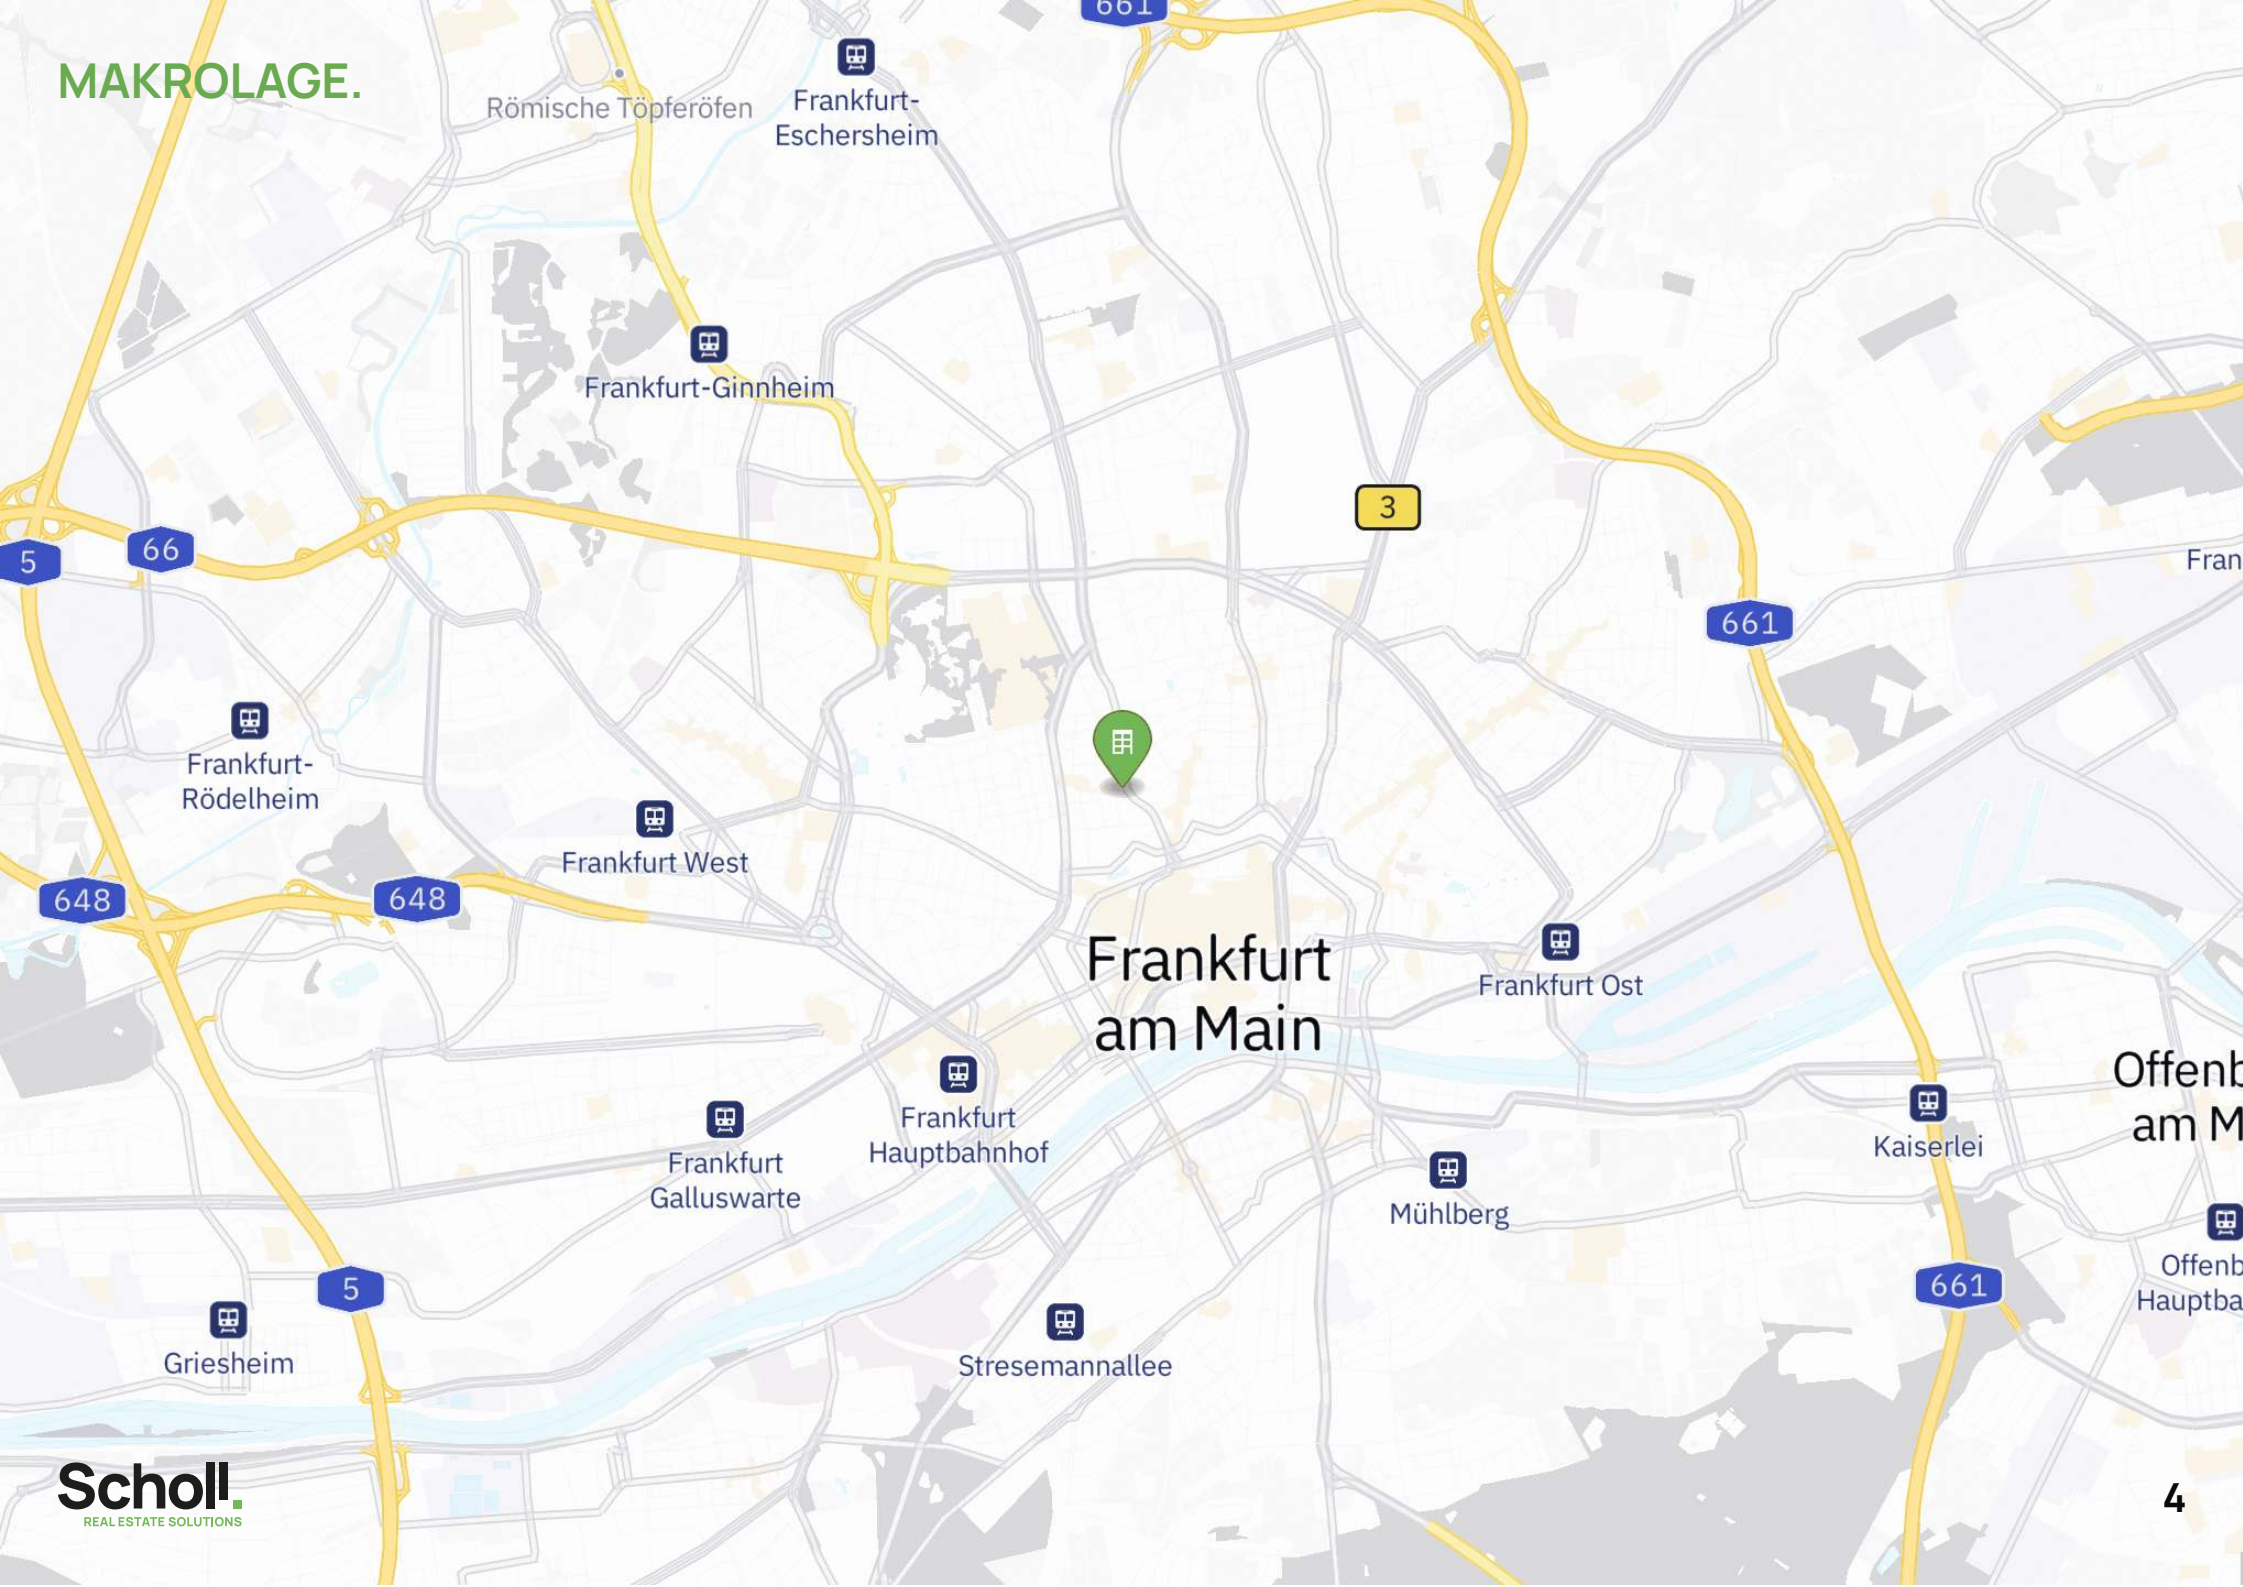 661
MAKROLAGE.
Römische Töpferöfen
Frankfurt-
Eschersheim
Frankfurt-Ginnheim
3
5
66
Fran
661
Frankfurt-
Rödelheim
Frankfurt West
648
648
Frankfurt
am Main
Frankfurt Ost
Offenb
am M
Frankfurt
Hauptbahnhof
Kaiserlei
Frankfurt
Galluswarte
Mühlberg
Offenb
Hauptba
5
661
Griesheim
Stresemannallee
Scholl.
REAL ESTATE SOLUTIONS
4